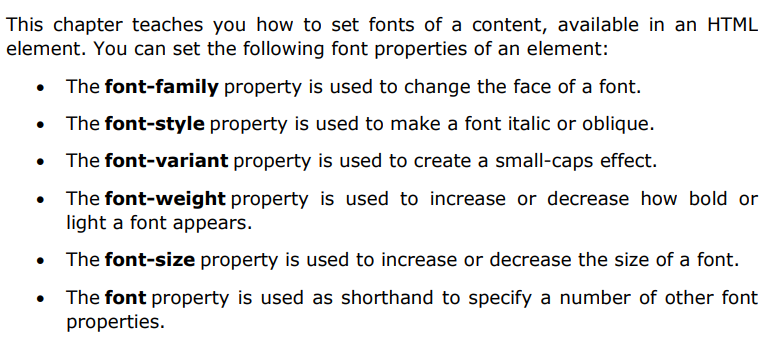 This chapter teaches you how to set fonts of a content, available in an HTML
element. You can set the following font properties of an element:
• The font-family property is used to change the face of a font.
• The font-style property is used to make a font italic or oblique.
• The font-variant property is used to create a small-caps effect.
• The font-weight property is used to increase or decrease how bold or
light a font appears.
• The font-size property is used to increase or decrease the size of a font.
• The font property is used as shorthand to specify a number of other font
properties.